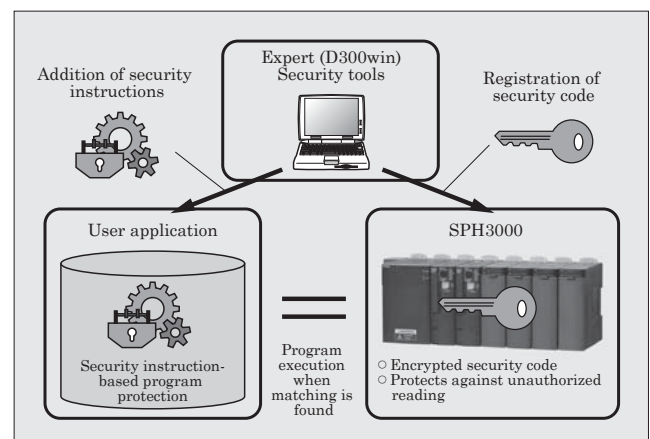 Expert (D300win)
Security tools
Addition of security
instructions
Registration of
security code
User application
Security instruction-
based program
protection
Program
execution
when
matching is
found
SPH3000
○ Encrypted security code
○ Protects against unauthorized
reading